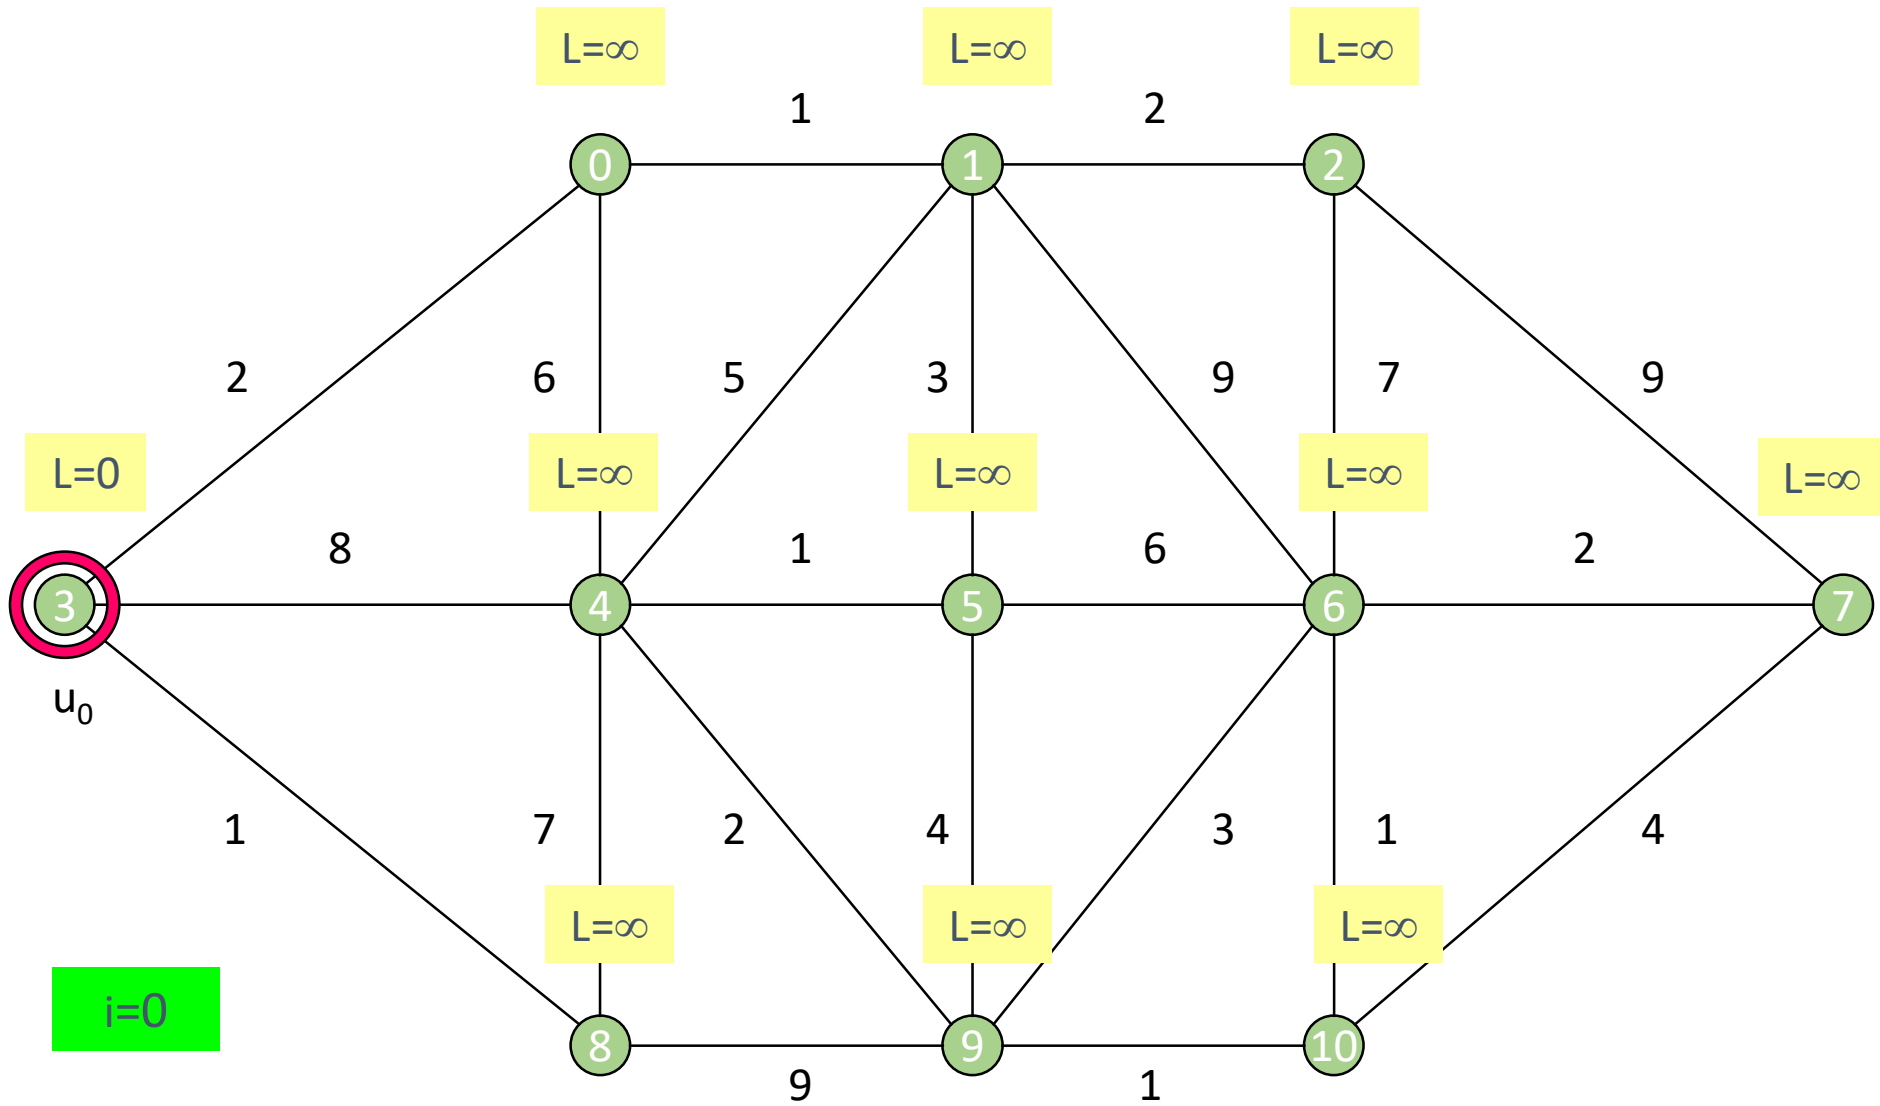 L=∞ L=∞ L=∞
1 2
0 1 2
2 6 5 3 9 7 9
L=0 L=∞ L=∞ L=∞ L=∞
8 1 6 2
3 4 5 6 7
u₀
1 7 2 4 3 1 4
L=∞ L=∞ L=∞
i=0
8 9 10
9 1